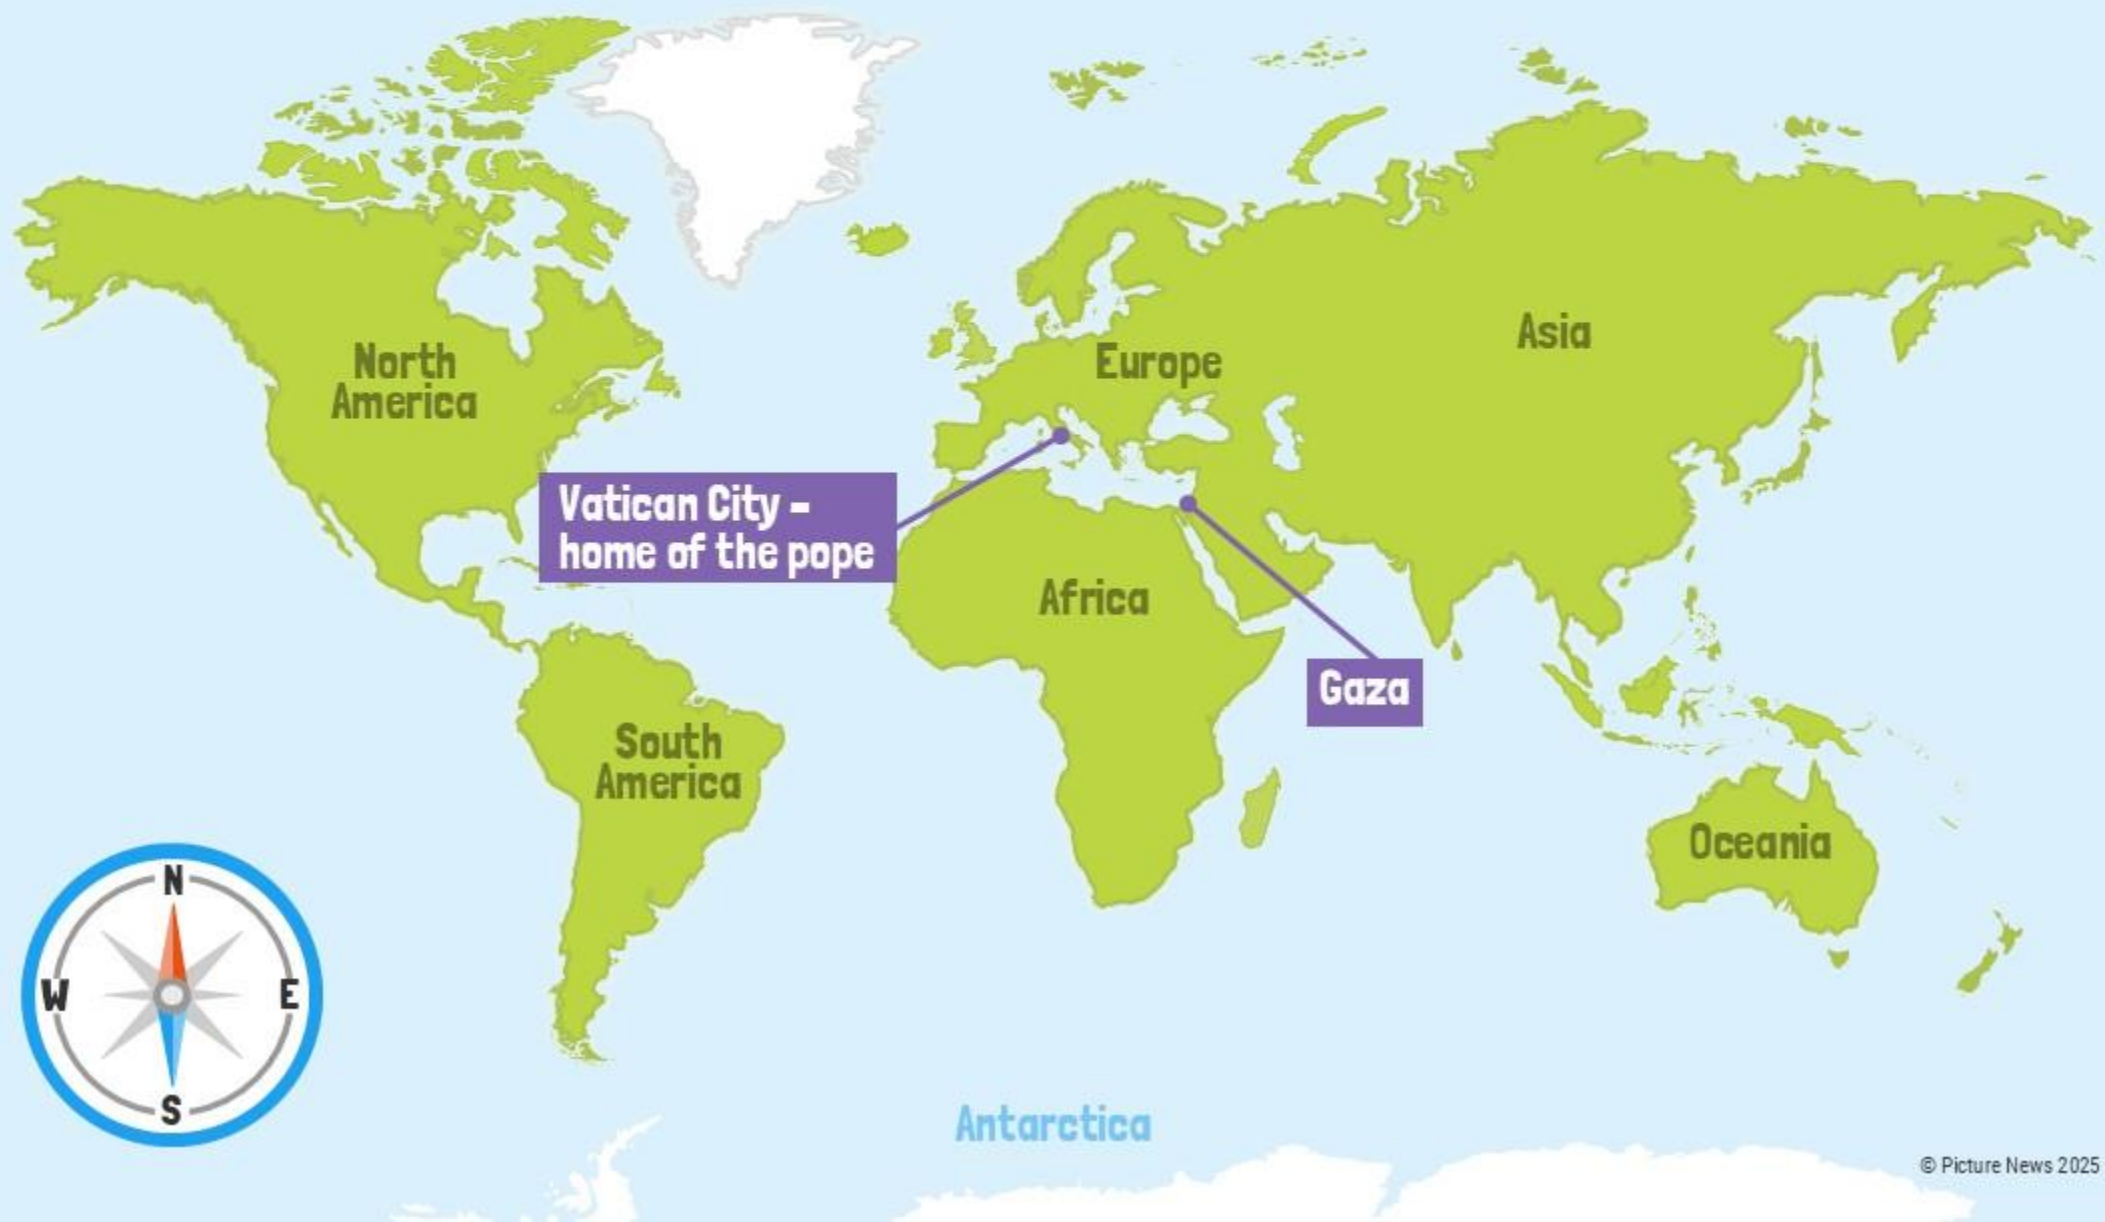 North
America
Europe
Asia
Vatican City -
home of the pope
Africa
Gaza
South
America
Oceania
N
W
E
S
Antarctica
© Picture News 2025